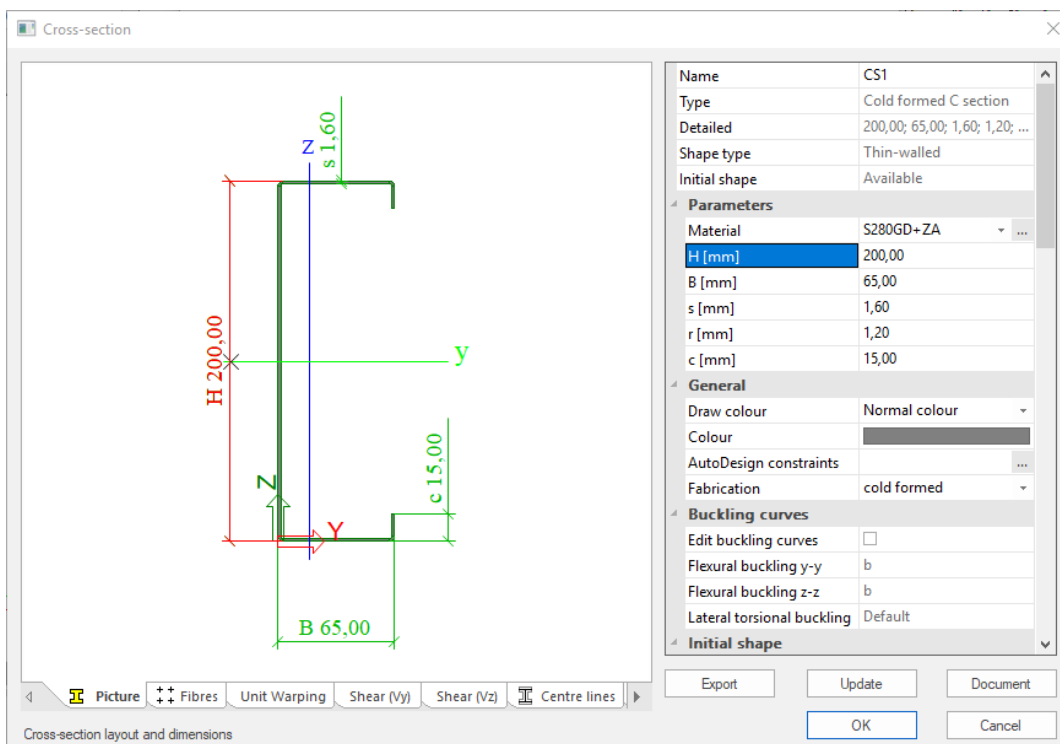 Cross-section
s 1,60
Z
H 200,00
y
c 15,00
Z
Y
B 65,00
Picture Fibres Unit Warping Shear (Vy) Shear (Vz) Centre lines
Cross-section layout and dimensions
Name CS1
Type Cold formed C section
Detailed 200,00; 65,00; 1,60; 1,20; ...
Shape type Thin-walled
Initial shape Available
Parameters
Material S280GD+ZA ...
H [mm] 200,00
B [mm] 65,00
s [mm] 1,60
r [mm] 1,20
c [mm] 15,00
General
Draw colour Normal colour
Colour
AutoDesign constraints ...
Fabrication cold formed
Buckling curves
Edit buckling curves
Flexural buckling y-y b
Flexural buckling z-z b
Lateral torsional buckling Default
Initial shape
Export Update Document
OK Cancel